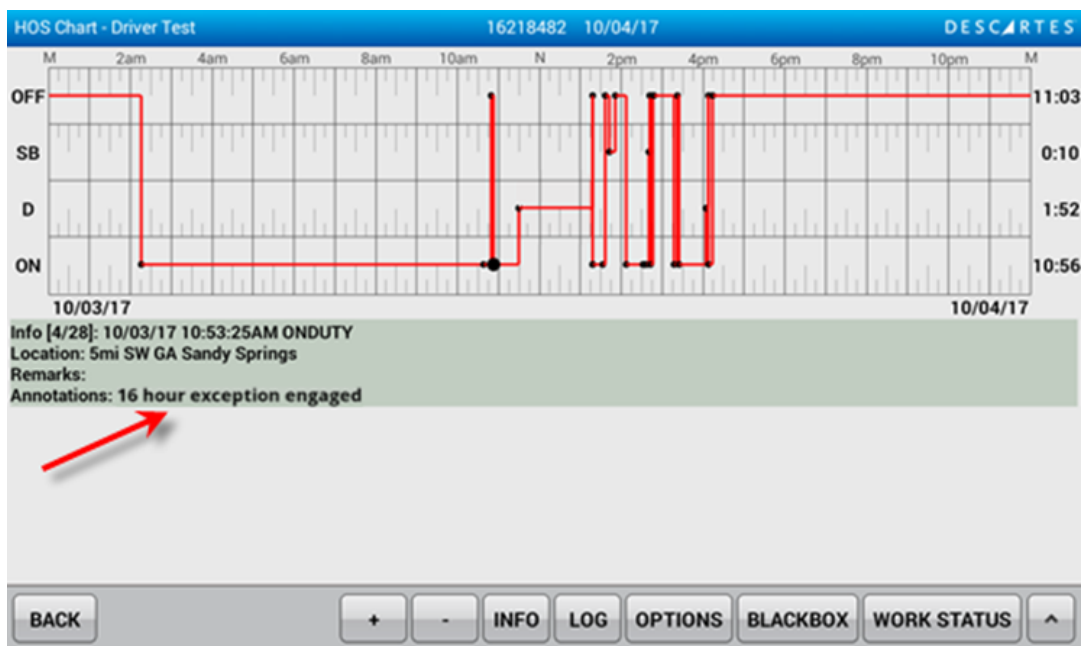 HOS Chart - Driver Test 16218482 10/04/17 DESCARTES
M 2am 4am 6am 8am 10am N 2pm 4pm 6pm 8pm 10pm M
OFF 11:03
SB 0:10
D 1:52
ON 10:56
10/03/17 10/04/17
Info [4/28]: 10/03/17 10:53:25AM ONDUTY
Location: 5mi SW GA Sandy Springs
Remarks:
Annotations: 16 hour exception engaged
BACK + - INFO LOG OPTIONS BLACKBOX WORK STATUS ^